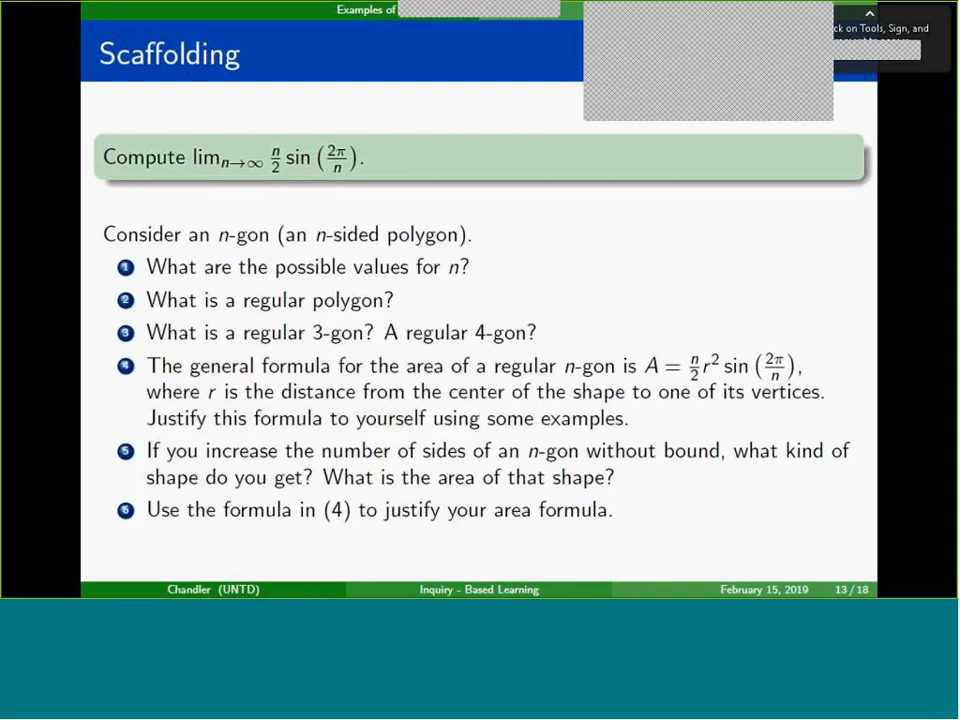 Examples of
ck on Tools, Sign, and
Scaffolding
Compute lim_{n→∞} n/2 sin (2π/n).
Consider an n-gon (an n-sided polygon).
1 What are the possible values for n?
2 What is a regular polygon?
3 What is a regular 3-gon? A regular 4-gon?
4 The general formula for the area of a regular n-gon is A = n/2 r² sin (2π/n),
where r is the distance from the center of the shape to one of its vertices.
Justify this formula to yourself using some examples.
5 If you increase the number of sides of an n-gon without bound, what kind of
shape do you get? What is the area of that shape?
6 Use the formula in (4) to justify your area formula.
Chandler (UNTD) Inquiry - Based Learning February 15, 2019 13 / 18